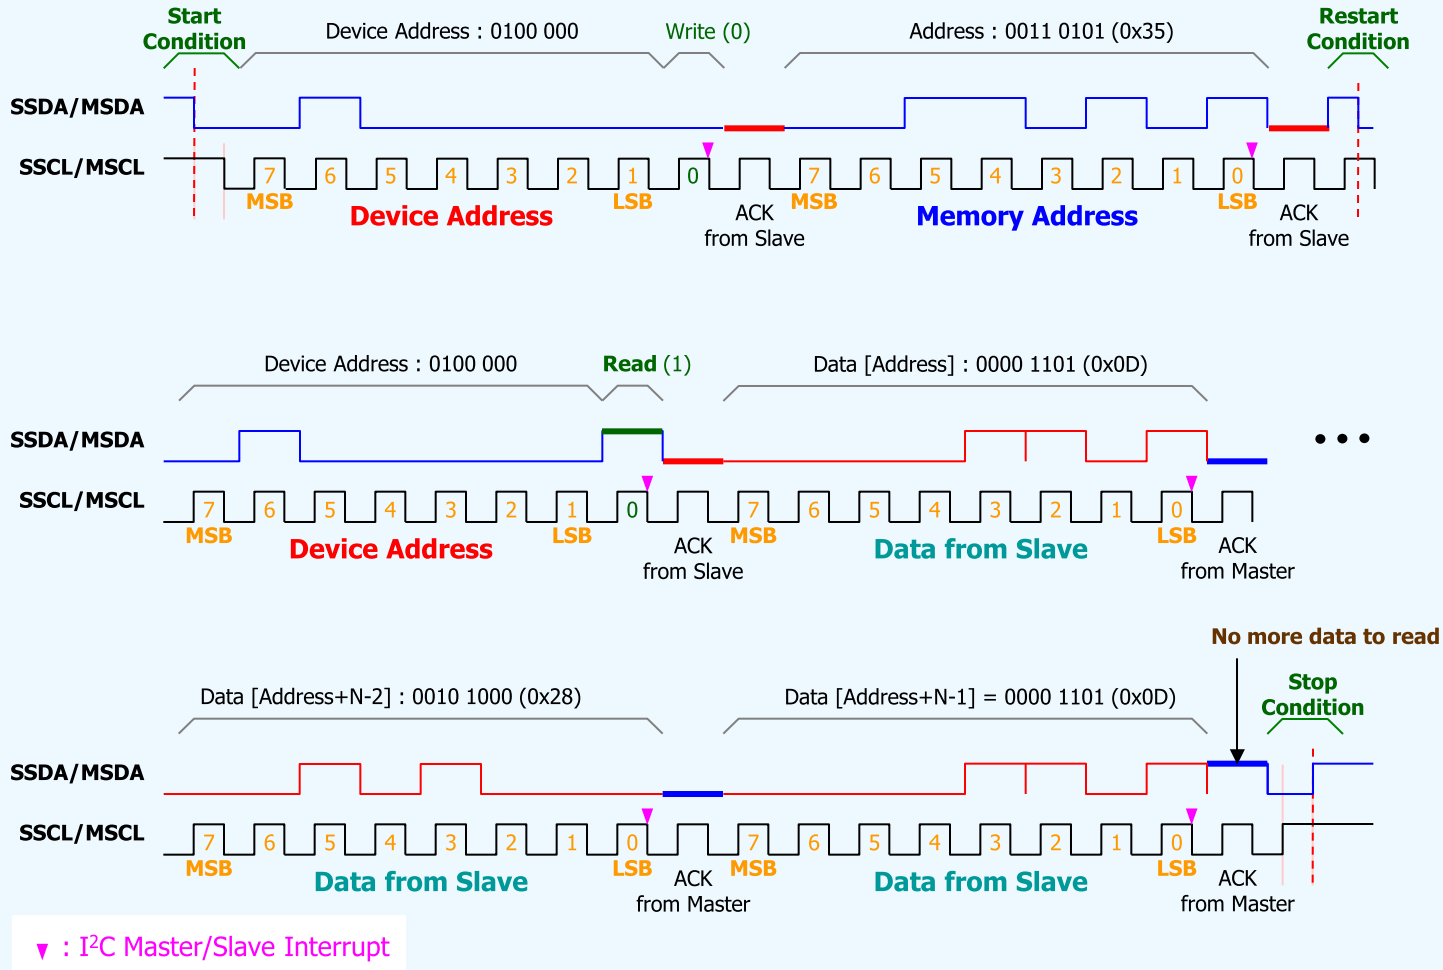 Start
Condition
Device Address : 0100 000
Write (0)
Address : 0011 0101 (0x35)
Restart
Condition
SSDA/MSDA
SSCL/MSCL
7 6 5 4 3 2 1 0 7 6 5 4 3 2 1 0
MSB LSB MSB LSB
Device Address
ACK
from Slave
Memory Address
ACK
from Slave
Device Address : 0100 000
Read (1)
Data [Address] : 0000 1101 (0x0D)
SSDA/MSDA
•••
SSCL/MSCL
7 6 5 4 3 2 1 0 7 6 5 4 3 2 1 0
MSB LSB MSB LSB
Device Address
ACK
from Slave
Data from Slave
ACK
from Master
No more data to read
Data [Address+N-2] : 0010 1000 (0x28)
Data [Address+N-1] = 0000 1101 (0x0D)
Stop
Condition
SSDA/MSDA
SSCL/MSCL
7 6 5 4 3 2 1 0 7 6 5 4 3 2 1 0
MSB LSB MSB LSB
Data from Slave
ACK
from Master
Data from Slave
ACK
from Master
: I²C Master/Slave Interrupt